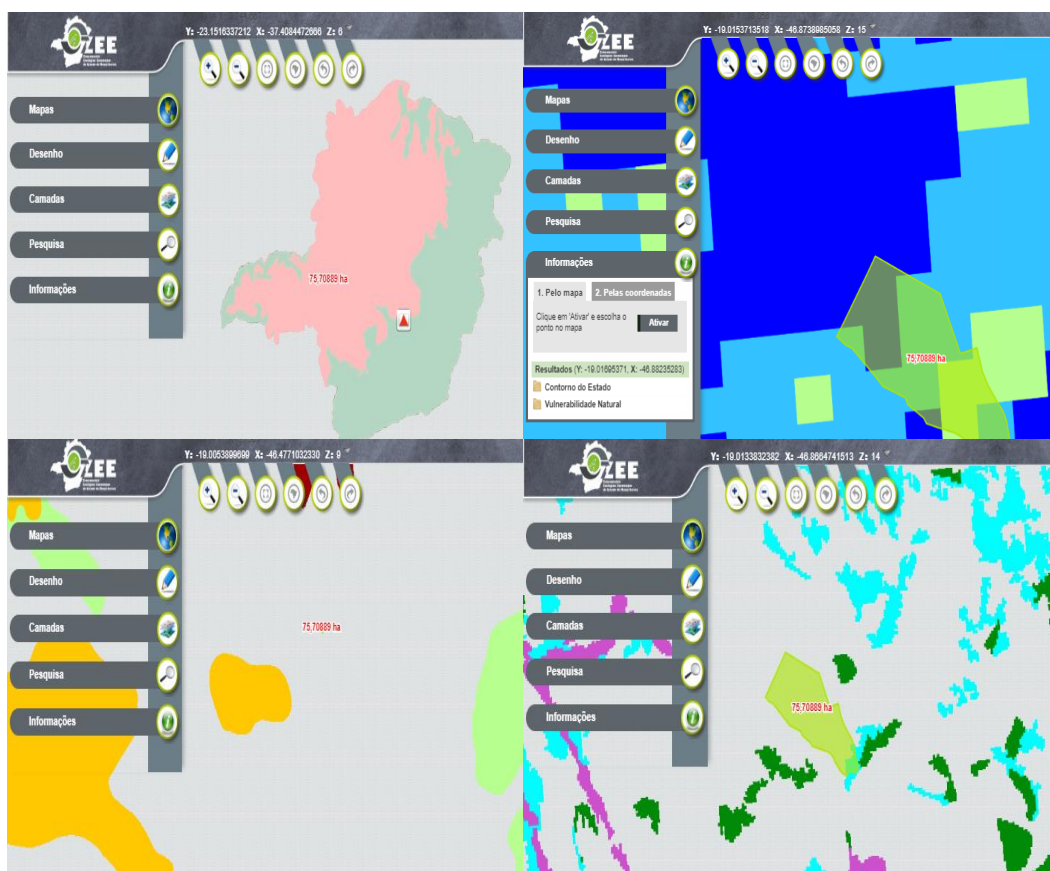 ZEE
Y: -23.1516337212 X: -37.4084472666 Z: 6
Mapas
Desenho
Camadas
Pesquisa
Informações
75,70889 ha
ZEE
Y: -19.0153713518 X: -46.8738985058 Z: 15
Mapas
Desenho
Camadas
Pesquisa
Informações
1. Pelo mapa 2. Pelas coordenadas
Clique em 'Ativar' e escolha o
ponto no mapa
Ativar
Resultados (Y: -19.01695371, X: -46.88235283)
Contorno do Estado
Vulnerabilidade Natural
75,70889 ha
ZEE
Y: -19.0053899699 X: -46.4771032330 Z: 9
Mapas
Desenho
Camadas
Pesquisa
Informações
75,70889 ha
ZEE
Y: -19.0133832382 X: -46.8664741513 Z: 14
Mapas
Desenho
Camadas
Pesquisa
Informações
75,70889 ha